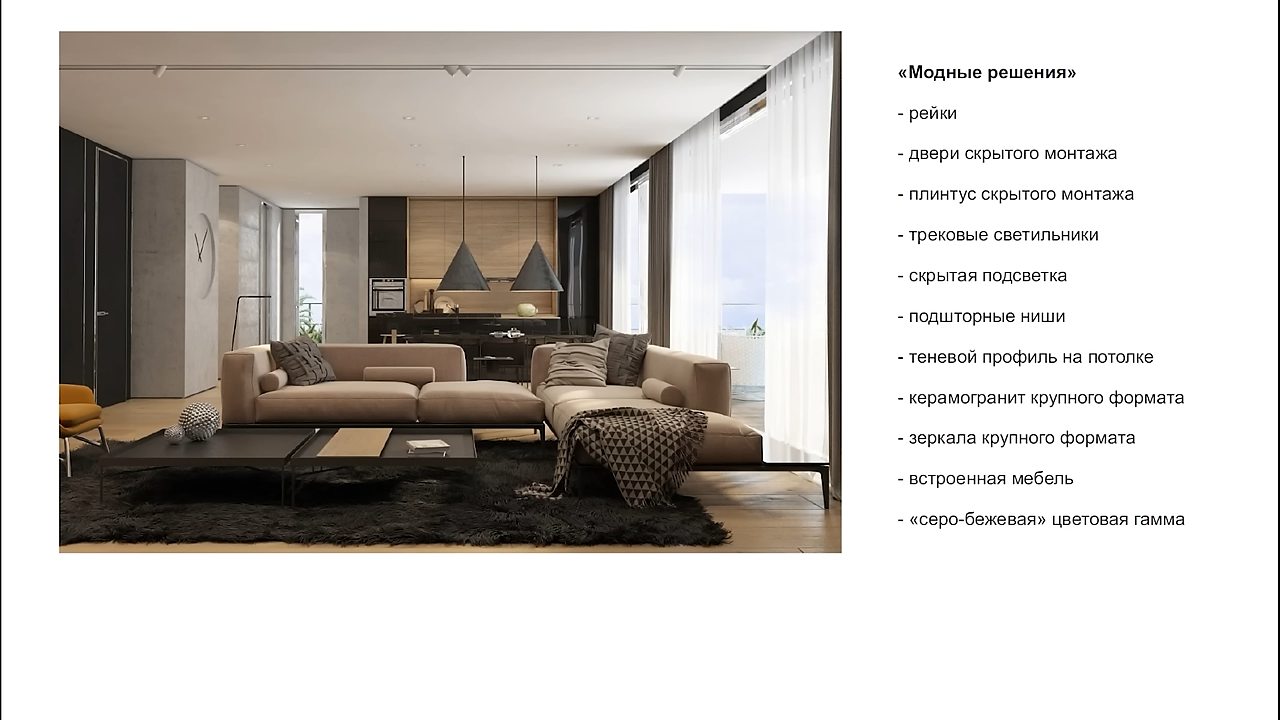 «Модные решения»
- рейки
- двери скрытого монтажа
- плинтус скрытого монтажа
- трековые светильники
- скрытая подсветка
- подшторные ниши
- теневой профиль на потолке
- керамогранит крупного формата
- зеркала крупного формата
- встроенная мебель
- «серо-бежевая» цветовая гамма